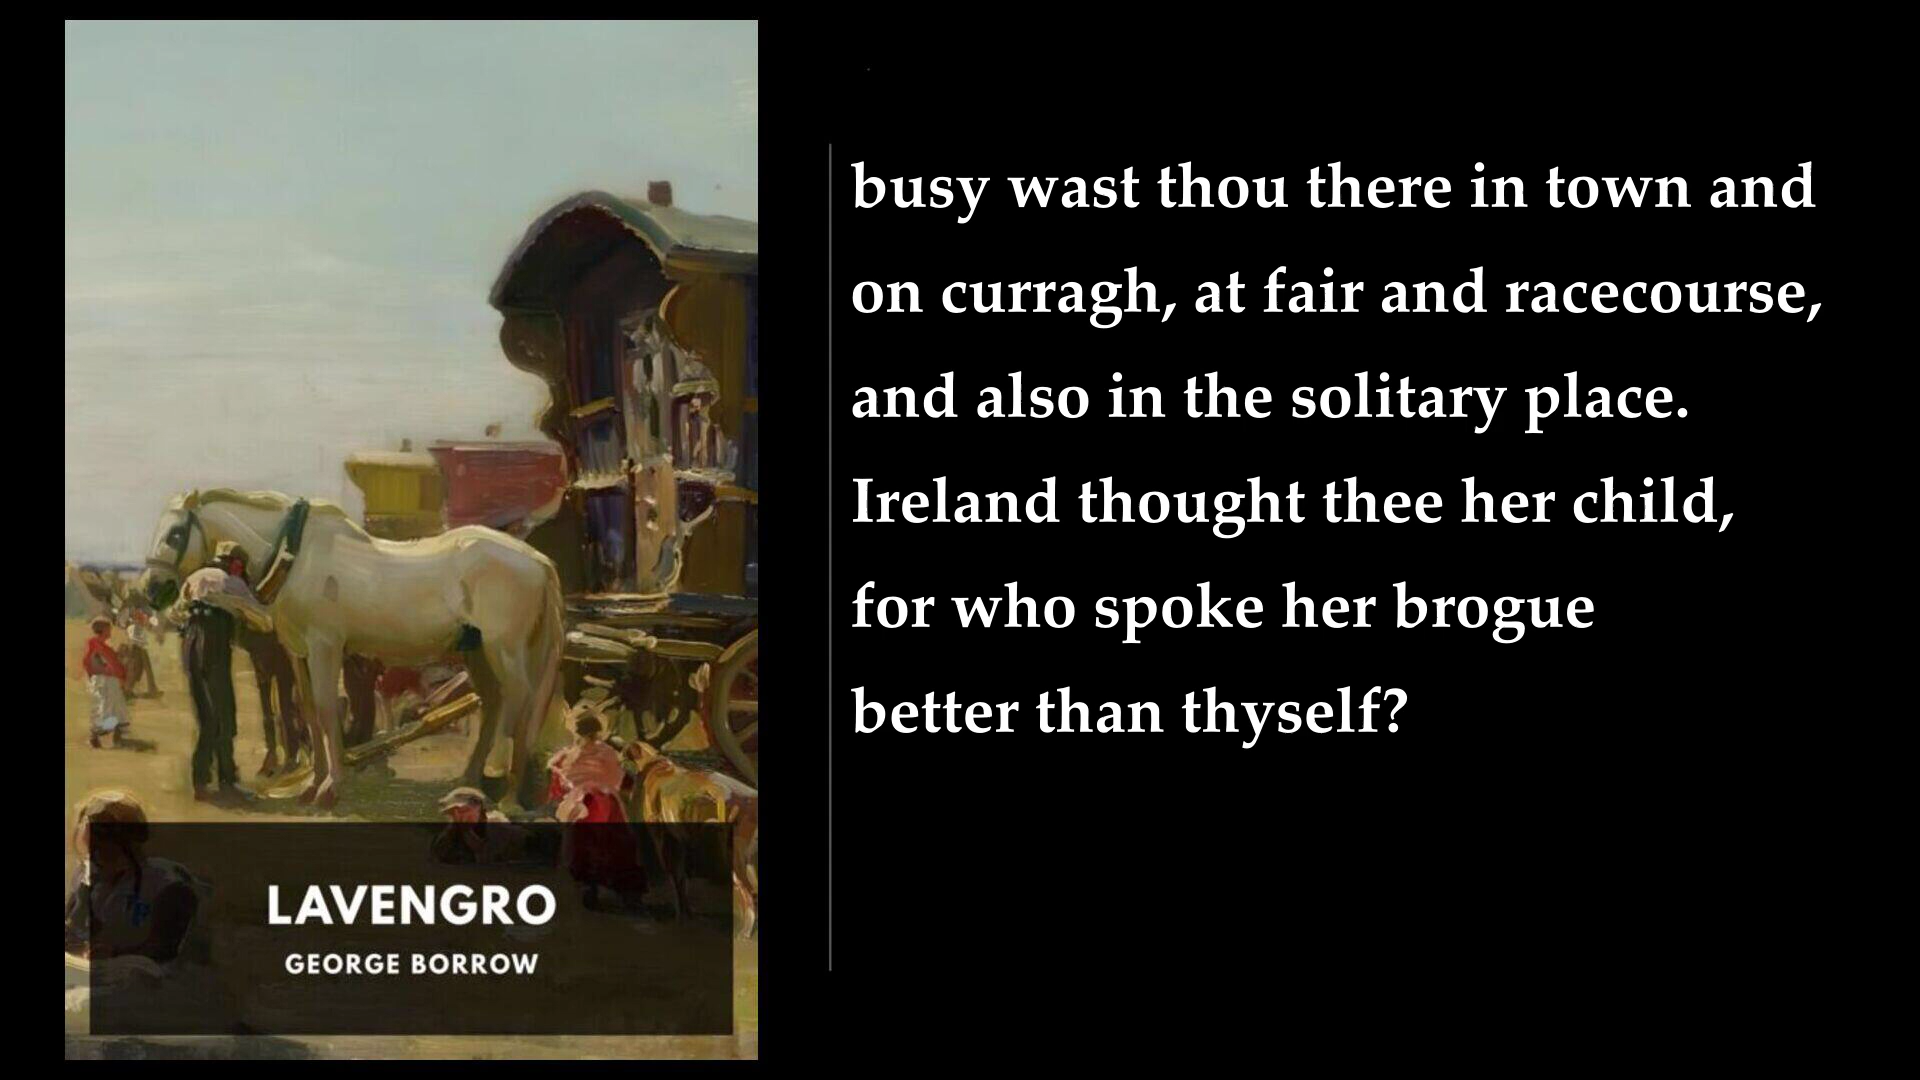 busy wast thou there in town and
on curragh, at fair and racecourse,
and also in the solitary place.
Ireland thought thee her child,
for who spoke her brogue
better than thyself?
LAVENGRO
GEORGE BORROW